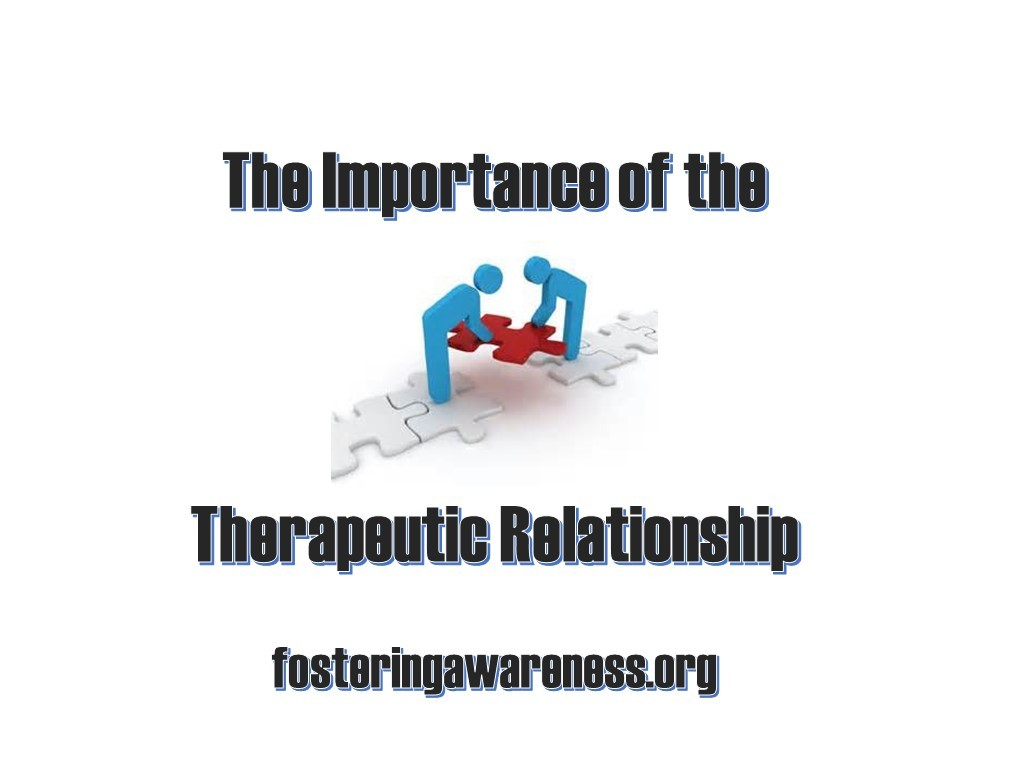 The Importance of the
Therapeutic Relationship
fosteringawareness.org